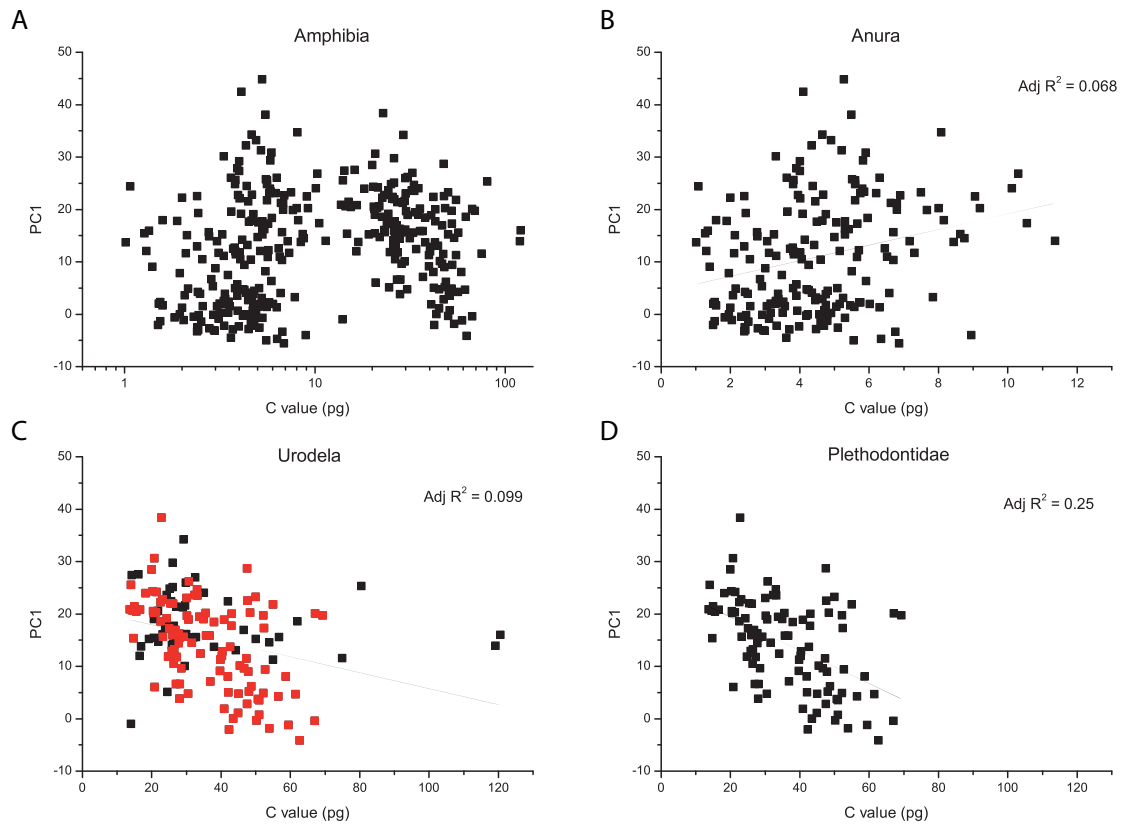 A
Amphibia
50
40
30
20
10
0
-10
PC1
1 10 100
C value (pg)
B
Anura
Adj R² = 0.068
50
40
30
20
10
0
-10
PC1
0 2 4 6 8 10 12
C value (pg)
C
Urodela
Adj R² = 0.099
50
40
30
20
10
0
-10
PC1
0 20 40 60 80 100 120
C value (pg)
D
Plethodontidae
Adj R² = 0.25
50
40
30
20
10
0
-10
PC1
0 20 40 60 80 100 120
C value (pg)